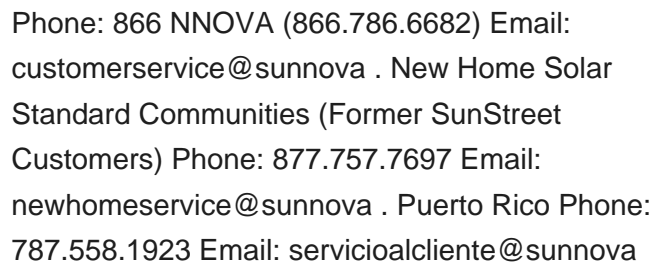 Phone: 866 NNOVA (866.786.6682) Email:
customerservice@sunnova . New Home Solar
Standard Communities (Former SunStreet
Customers) Phone: 877.757.7697 Email:
newhomeservice@sunnova . Puerto Rico Phone:
787.558.1923 Email: servicioalcliente@sunnova